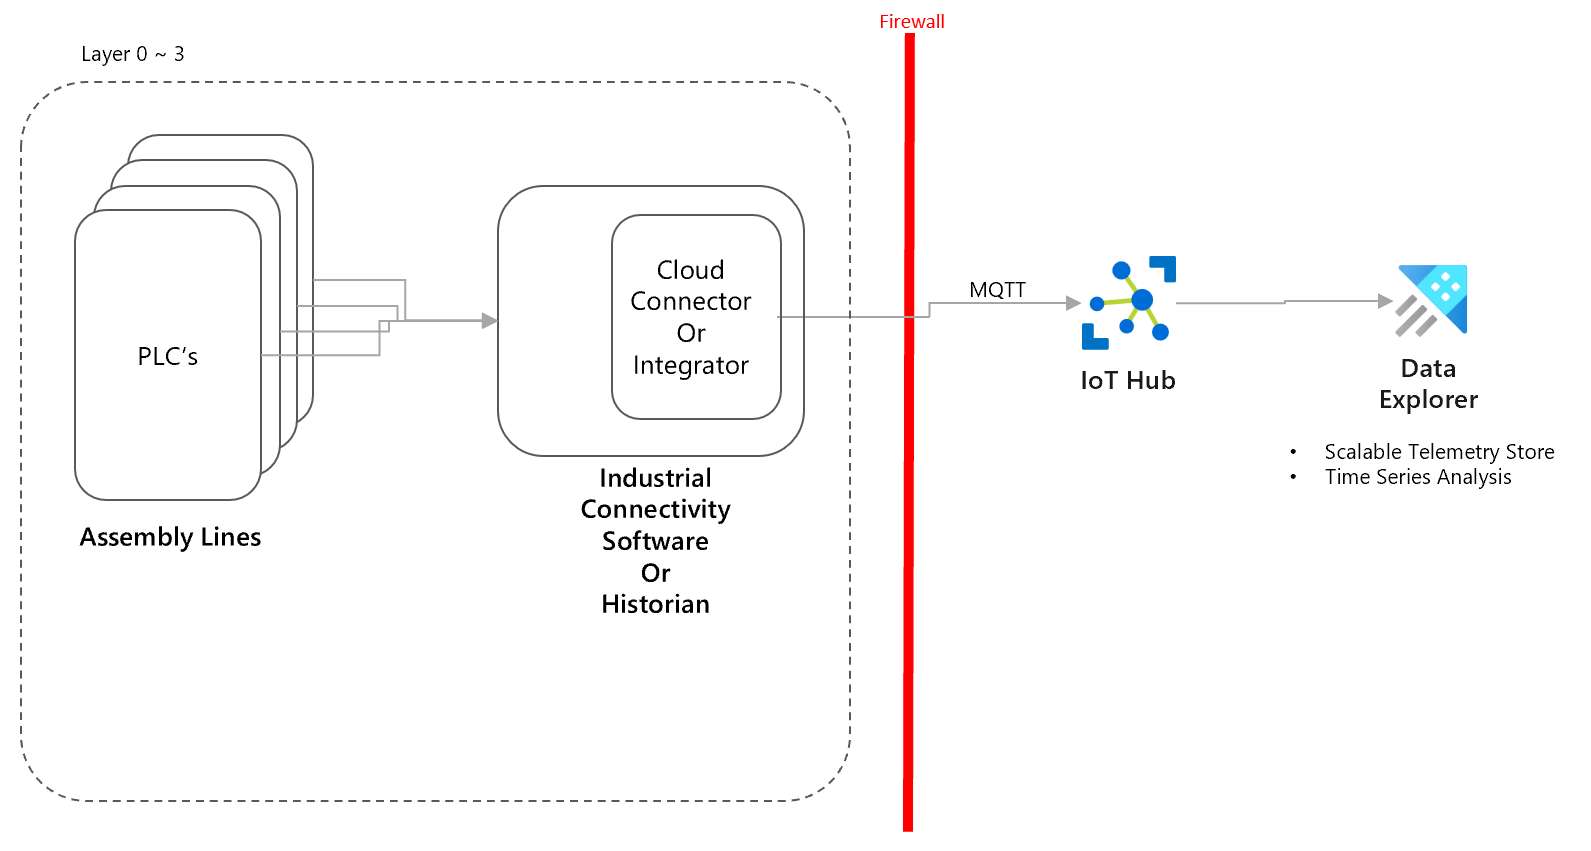 Firewall
Layer 0 ~ 3
PLC’s
Assembly Lines
Cloud
Connector
Or
Integrator
Industrial
Connectivity
Software
Or
Historian
MQTT
IoT Hub
Data
Explorer
• Scalable Telemetry Store
• Time Series Analysis